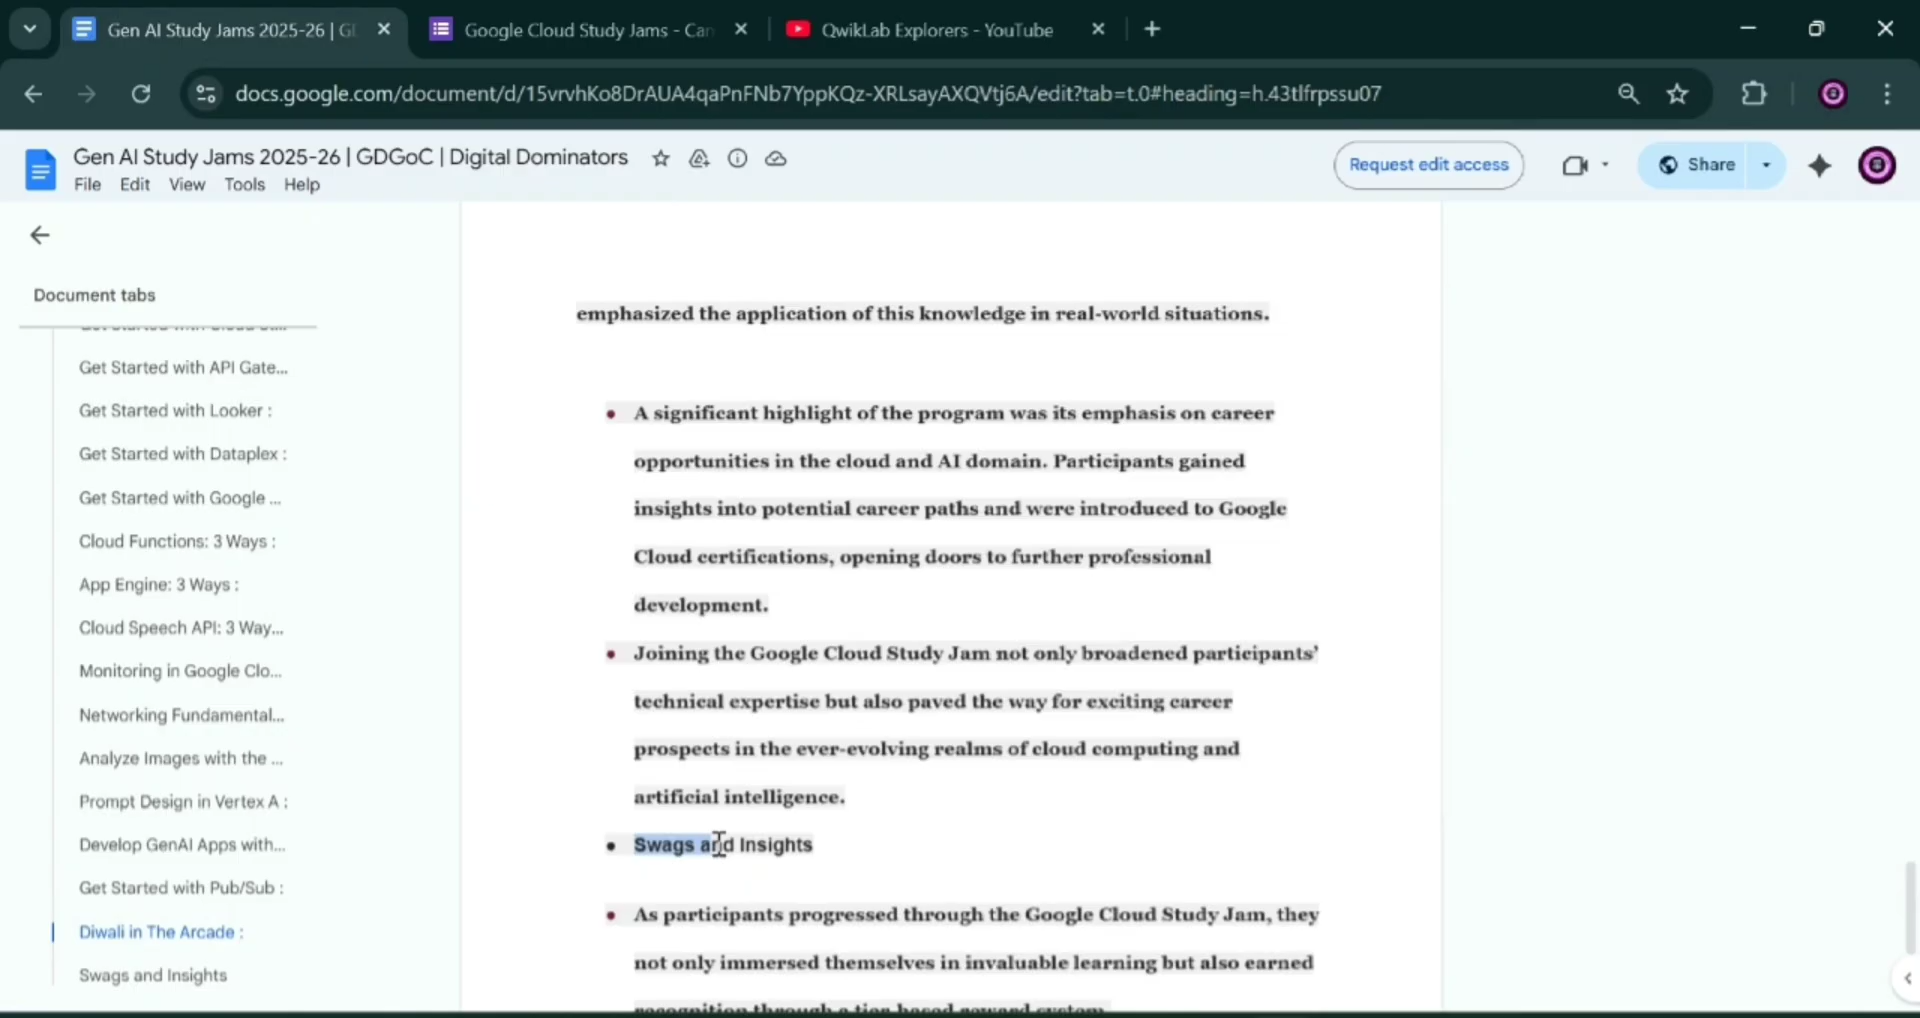 Gen AI Study Jams 2025-26 | GD
Google Cloud Study Jams - Can
QwikLab Explorers - YouTube
docs.google.com/document/d/15vrvhKo8DrAUA4qaPnFNb7YppKQz-XRLsayAXQVtj6A/edit?tab=t.0#heading=h.43tlfrpssu07
Gen AI Study Jams 2025-26 | GDGoC | Digital Dominators
File Edit View Tools Help
Request edit access
Share
Document tabs
Get Started with API Gate...
Get Started with Looker :
Get Started with Dataplex :
Get Started with Google ...
Cloud Functions: 3 Ways :
App Engine: 3 Ways :
Cloud Speech API: 3 Way...
Monitoring in Google Clo...
Networking Fundamental...
Analyze Images with the ...
Prompt Design in Vertex A :
Develop GenAI Apps with...
Get Started with Pub/Sub :
Diwali in The Arcade :
Swags and Insights
emphasized the application of this knowledge in real-world situations.
• A significant highlight of the program was its emphasis on career
opportunities in the cloud and AI domain. Participants gained
insights into potential career paths and were introduced to Google
Cloud certifications, opening doors to further professional
development.
• Joining the Google Cloud Study Jam not only broadened participants’
technical expertise but also paved the way for exciting career
prospects in the ever-evolving realms of cloud computing and
artificial intelligence.
• Swags and Insights
• As participants progressed through the Google Cloud Study Jam, they
not only immersed themselves in invaluable learning but also earned
recognition through a tier-based reward system.